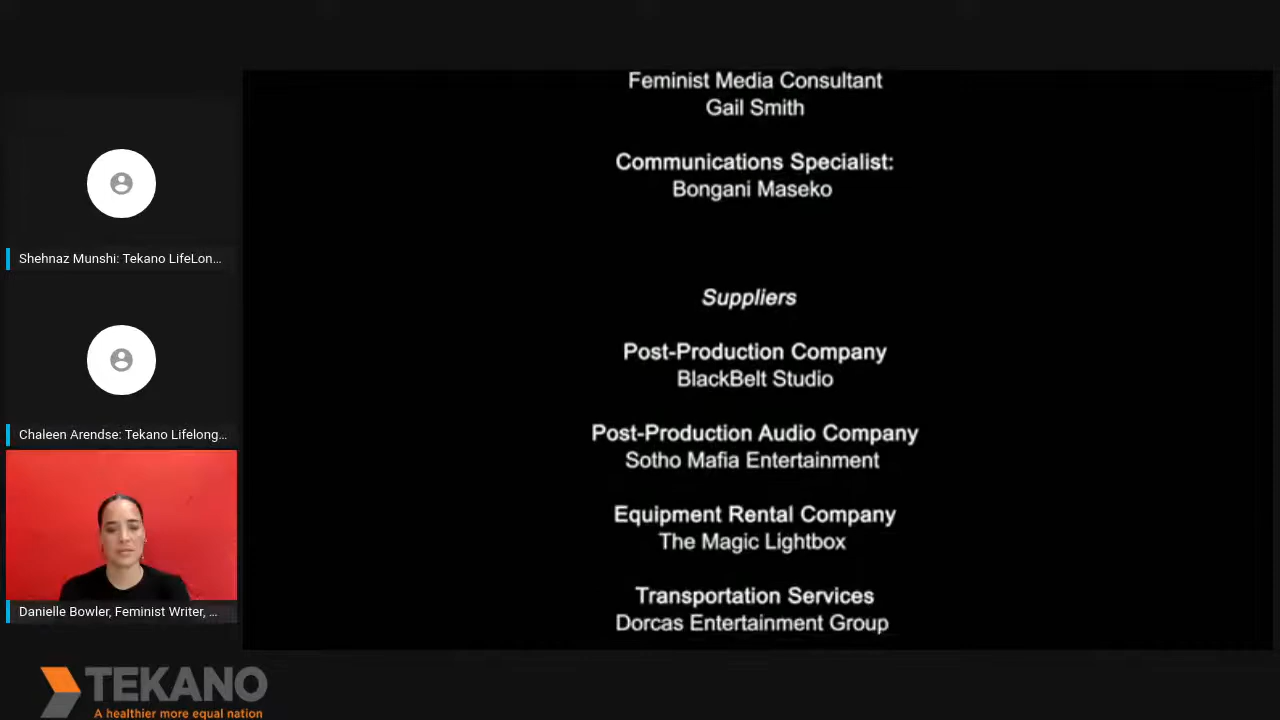 Feminist Media Consultant
Gail Smith
Communications Specialist:
Bongani Maseko
Suppliers
Post-Production Company
BlackBelt Studio
Post-Production Audio Company
Sotho Mafia Entertainment
Equipment Rental Company
The Magic Lightbox
Transportation Services
Dorcas Entertainment Group
Shehnaz Munshi: Tekano LifeLon...
Chaleen Arendse: Tekano Lifelong...
Danielle Bowler, Feminist Writer, ...
TEKANO
A healthier more equal nation